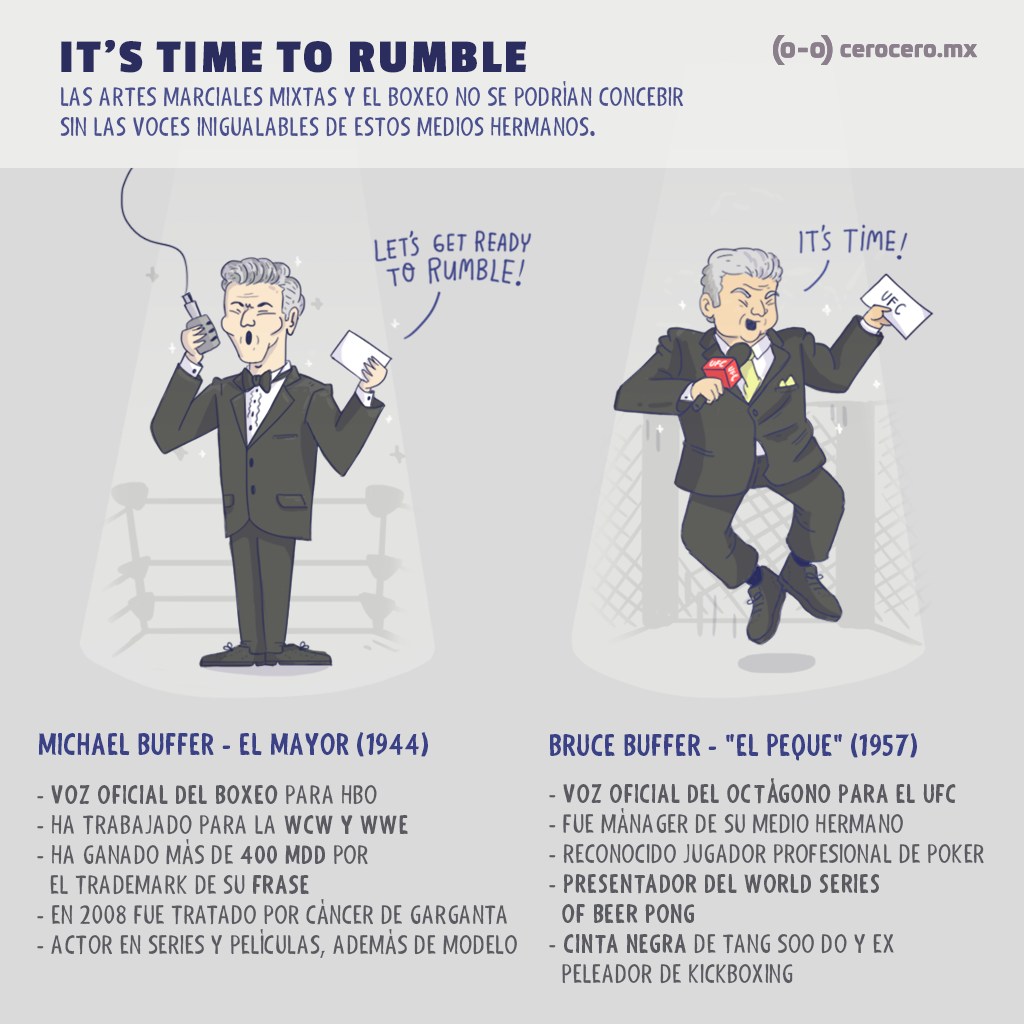 IT'S TIME TO RUMBLE
(o-o) cerocero.mx
LAS ARTES MARCIALES MIXTAS Y EL BOXEO NO SE PODRÍAN CONCEBIR
SIN LAS VOCES INIGUALABLES DE ESTOS MEDIOS HERMANOS.
LET'S GET READY
TO RUMBLE!
IT'S TIME!
UFC
UFC UFC
MICHAEL BUFFER - EL MAYOR (1944)
- VOZ OFICIAL DEL BOXEO PARA HBO
- HA TRABAJADO PARA LA WCW Y WWE
- HA GANADO MÁS DE 400 MDD POR
EL TRADEMARK DE SU FRASE
- EN 2008 FUE TRATADO POR CÁNCER DE GARGANTA
- ACTOR EN SERIES Y PELÍCULAS, ADEMÁS DE MODELO
BRUCE BUFFER - "EL PEQUE" (1957)
- VOZ OFICIAL DEL OCTÁGONO PARA EL UFC
- FUE MÁNAGER DE SU MEDIO HERMANO
- RECONOCIDO JUGADOR PROFESIONAL DE POKER
- PRESENTADOR DEL WORLD SERIES
OF BEER PONG
- CINTA NEGRA DE TANG SOO DO Y EX
PELEADOR DE KICKBOXING